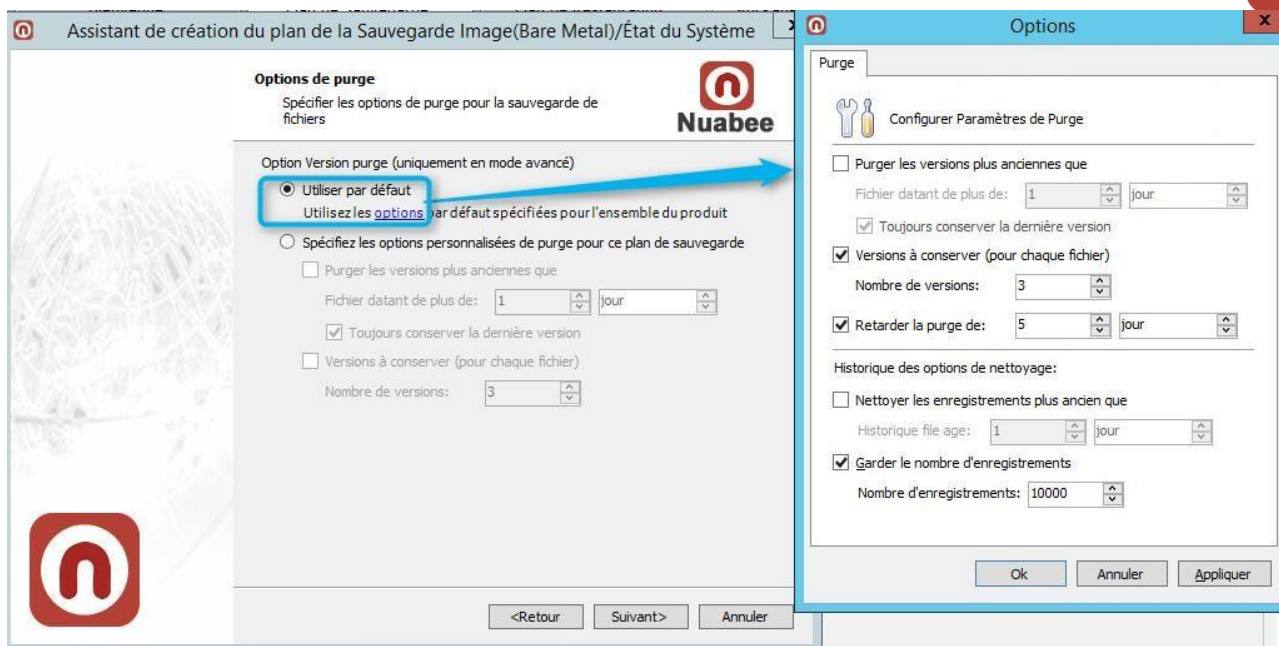 Assistant de création du plan de la Sauvegarde Image(Bare Metal)/État du Système
Options de purge
Spécifier les options de purge pour la sauvegarde de
fichiers
Nuabee
Option Version purge (uniquement en mode avancé)
Utiliser par défaut
Utilisez les options par défaut spécifiées pour l'ensemble du produit
Spécifiez les options personnalisées de purge pour ce plan de sauvegarde
Purger les versions plus anciennes que
Fichier datant de plus de: 1 jour
Toujours conserver la dernière version
Versions à conserver (pour chaque fichier)
Nombre de versions: 3
<Retour Suivant> Annuler
Options
Purge
Configurer Paramètres de Purge
Purger les versions plus anciennes que
Fichier datant de plus de: 1 jour
Toujours conserver la dernière version
Versions à conserver (pour chaque fichier)
Nombre de versions: 3
Retarder la purge de: 5 jour
Historique des options de nettoyage:
Nettoyer les enregistrements plus ancien que
Historique file age: 1 jour
Garder le nombre d'enregistrements
Nombre d'enregistrements: 10000
Ok Annuler Appliquer